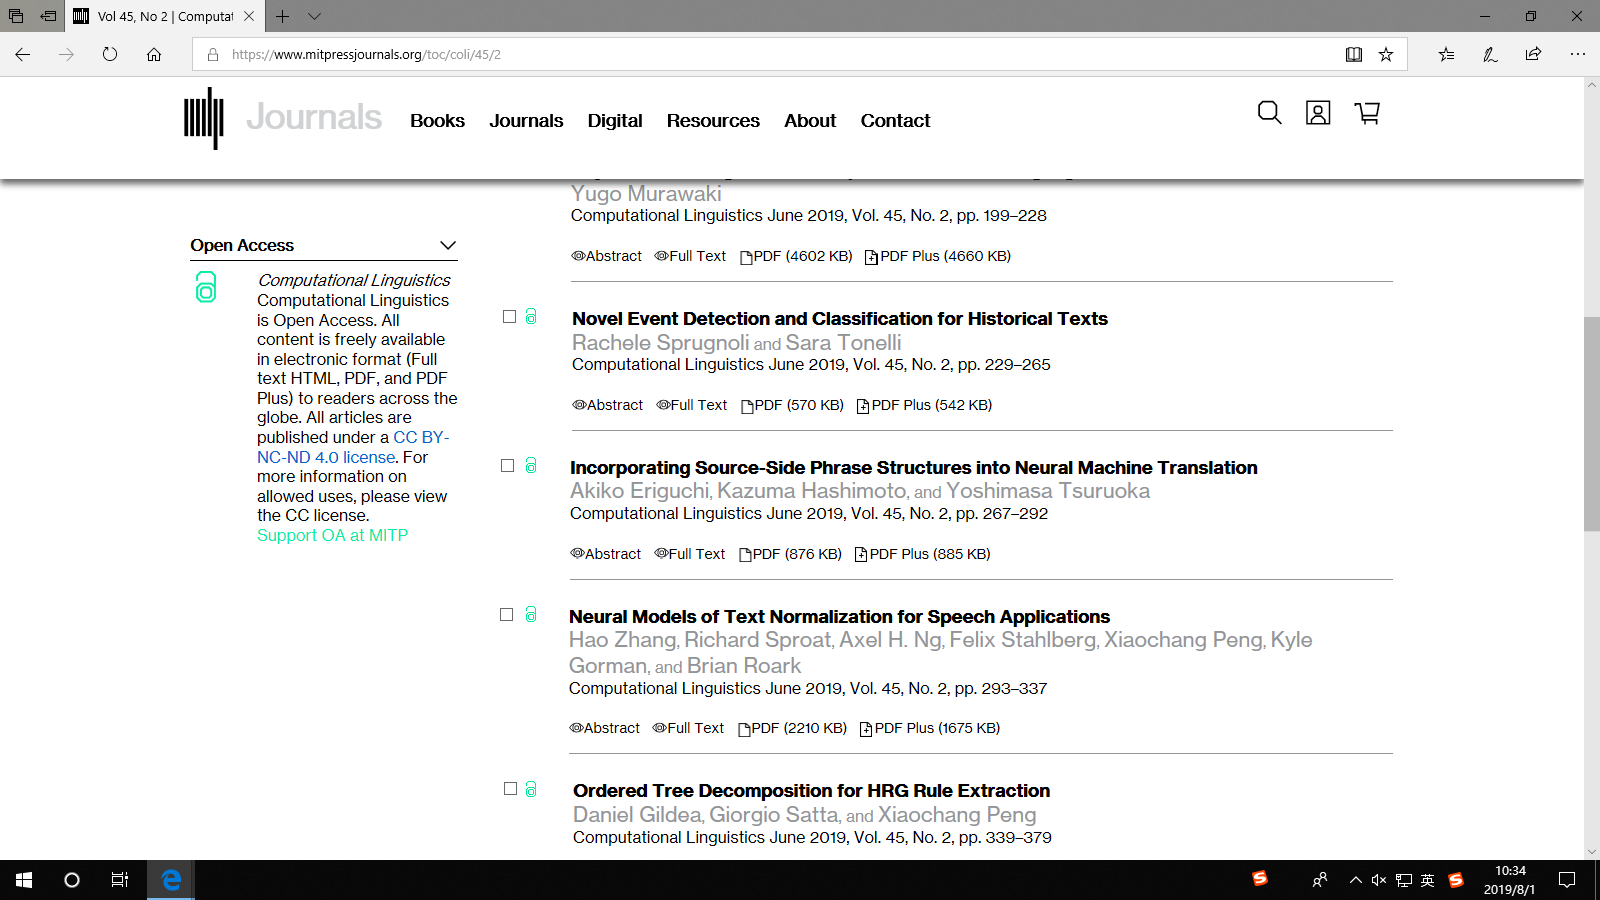 Vol 45, No 2 | Computat
https://www.mitpressjournals.org/toc/coli/45/2
Journals Books Journals Digital Resources About Contact
Yugo Murawaki
Computational Linguistics June 2019, Vol. 45, No. 2, pp. 199–228
Abstract Full Text PDF (4602 KB) PDF Plus (4660 KB)
Open Access
Computational Linguistics
Computational Linguistics
is Open Access. All
content is freely available
in electronic format (Full
text HTML, PDF, and PDF
Plus) to readers across the
globe. All articles are
published under a CC BY-
NC-ND 4.0 license. For
more information on
allowed uses, please view
the CC license.
Support OA at MITP
Novel Event Detection and Classification for Historical Texts
Rachele Sprugnoli and Sara Tonelli
Computational Linguistics June 2019, Vol. 45, No. 2, pp. 229–265
Abstract Full Text PDF (570 KB) PDF Plus (542 KB)
Incorporating Source-Side Phrase Structures into Neural Machine Translation
Akiko Eriguchi, Kazuma Hashimoto, and Yoshimasa Tsuruoka
Computational Linguistics June 2019, Vol. 45, No. 2, pp. 267–292
Abstract Full Text PDF (876 KB) PDF Plus (885 KB)
Neural Models of Text Normalization for Speech Applications
Hao Zhang, Richard Sproat, Axel H. Ng, Felix Stahlberg, Xiaochang Peng, Kyle
Gorman, and Brian Roark
Computational Linguistics June 2019, Vol. 45, No. 2, pp. 293–337
Abstract Full Text PDF (2210 KB) PDF Plus (1675 KB)
Ordered Tree Decomposition for HRG Rule Extraction
Daniel Gildea, Giorgio Satta, and Xiaochang Peng
Computational Linguistics June 2019, Vol. 45, No. 2, pp. 339–379
英
10:34
2019/8/1